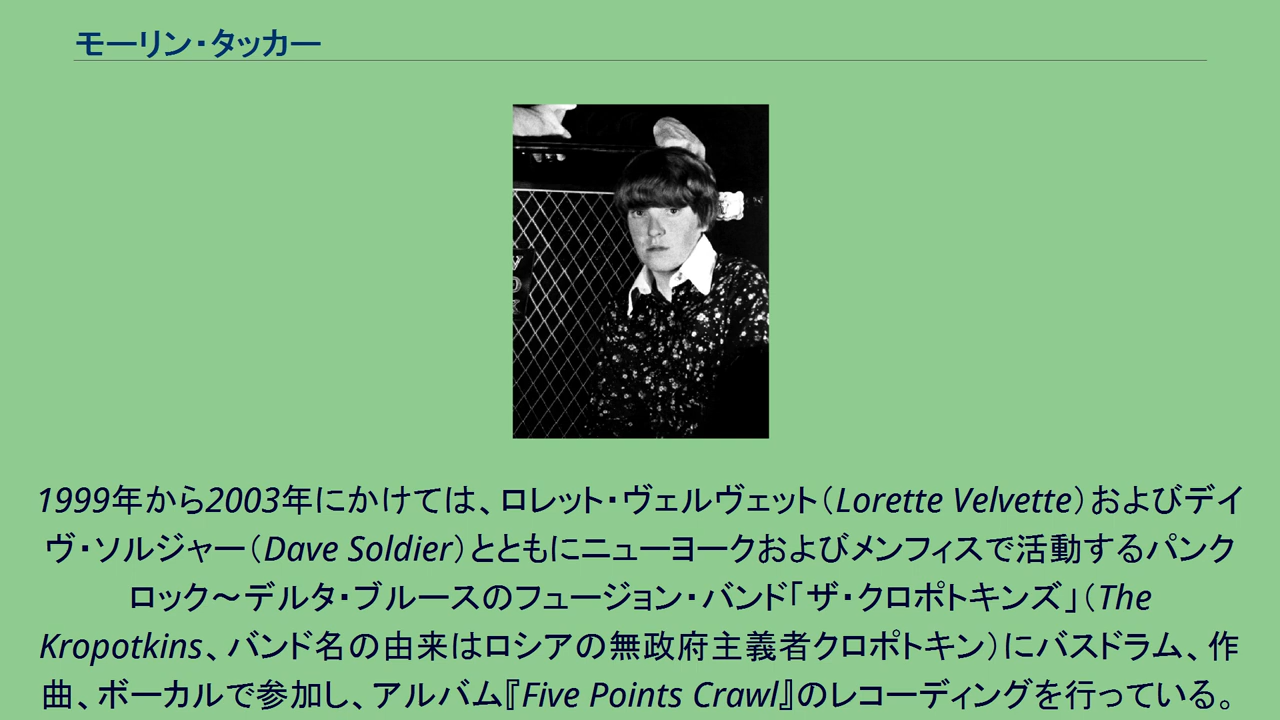 モーリン・タッカー
1999年から2003年にかけては、ロレット・ヴェルヴェット（Lorette Velvette）およびデイ
ヴ・ソルジャー（Dave Soldier）とともにニューヨークおよびメンフィスで活動するパンク
ロック～デルタ・ブルースのフュージョン・バンド「ザ・クロポトキンズ」（The
Kropotkins、バンド名の由来はロシアの無政府主義者クロポトキン）にバスドラム、作
曲、ボーカルで参加し、アルバム『Five Points Crawl』のレコーディングを行っている。